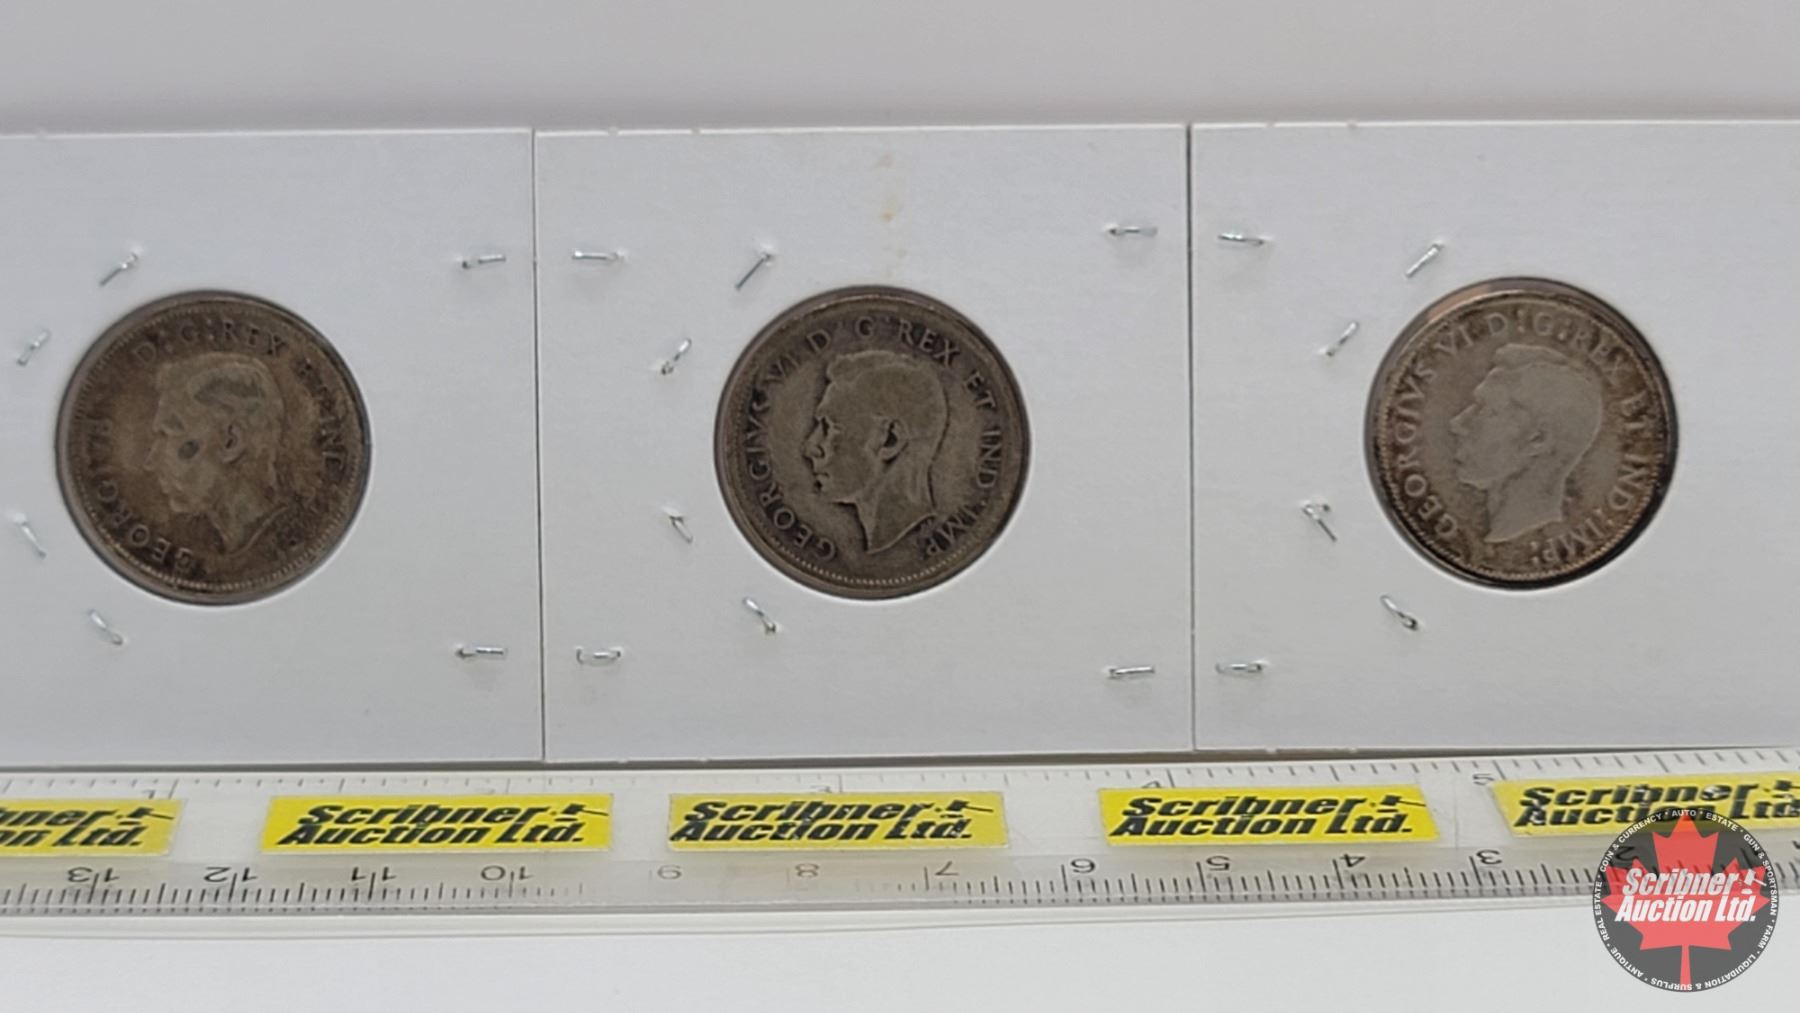 GEORGIVS VI D:G:REX ET IND:
GEORGIVS VI D:G:REX ET IND:IMP:
GEORGIVS VI D:G:REX ET IND:IMP:
3 4 5
Scribner Auction Ltd.
Scribner
Auction Ltd.
Scribner
Auction Ltd.
Scribner
Auction Ltd.
Scribner
Auction Ltd.
13 12 11 10 9 8 7 6 5 4 3 2
Scribner
Auction Ltd.
ANTIQUE * REAL ESTATE * COIN & CURRENCY * AUTO * ESTATE * GUN & SPORTSMAN * FARM * LIQUIDATION & SURPLUS *